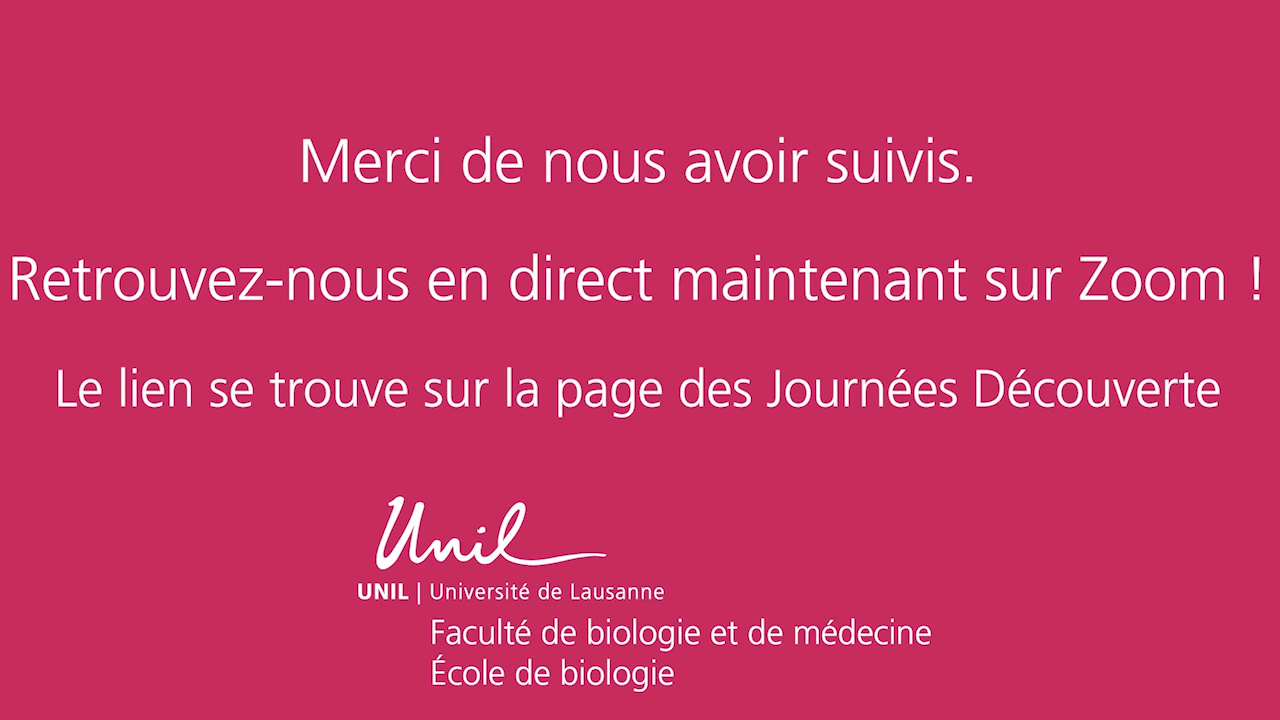 Merci de nous avoir suivis.
Retrouvez-nous en direct maintenant sur Zoom !
Le lien se trouve sur la page des Journées Découverte
Unil
UNIL | Université de Lausanne
Faculté de biologie et de médecine
École de biologie